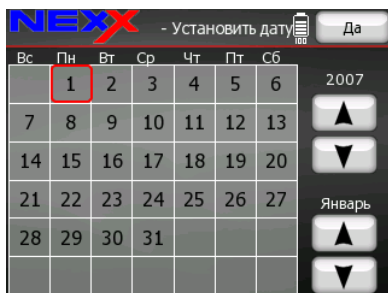 NEXX - Установить дату 100 Да
Вс Пн Вт Ср Чт Пт Сб
1 2 3 4 5 6 2007
7 8 9 10 11 12 13
14 15 16 17 18 19 20
21 22 23 24 25 26 27 Январь
28 29 30 31